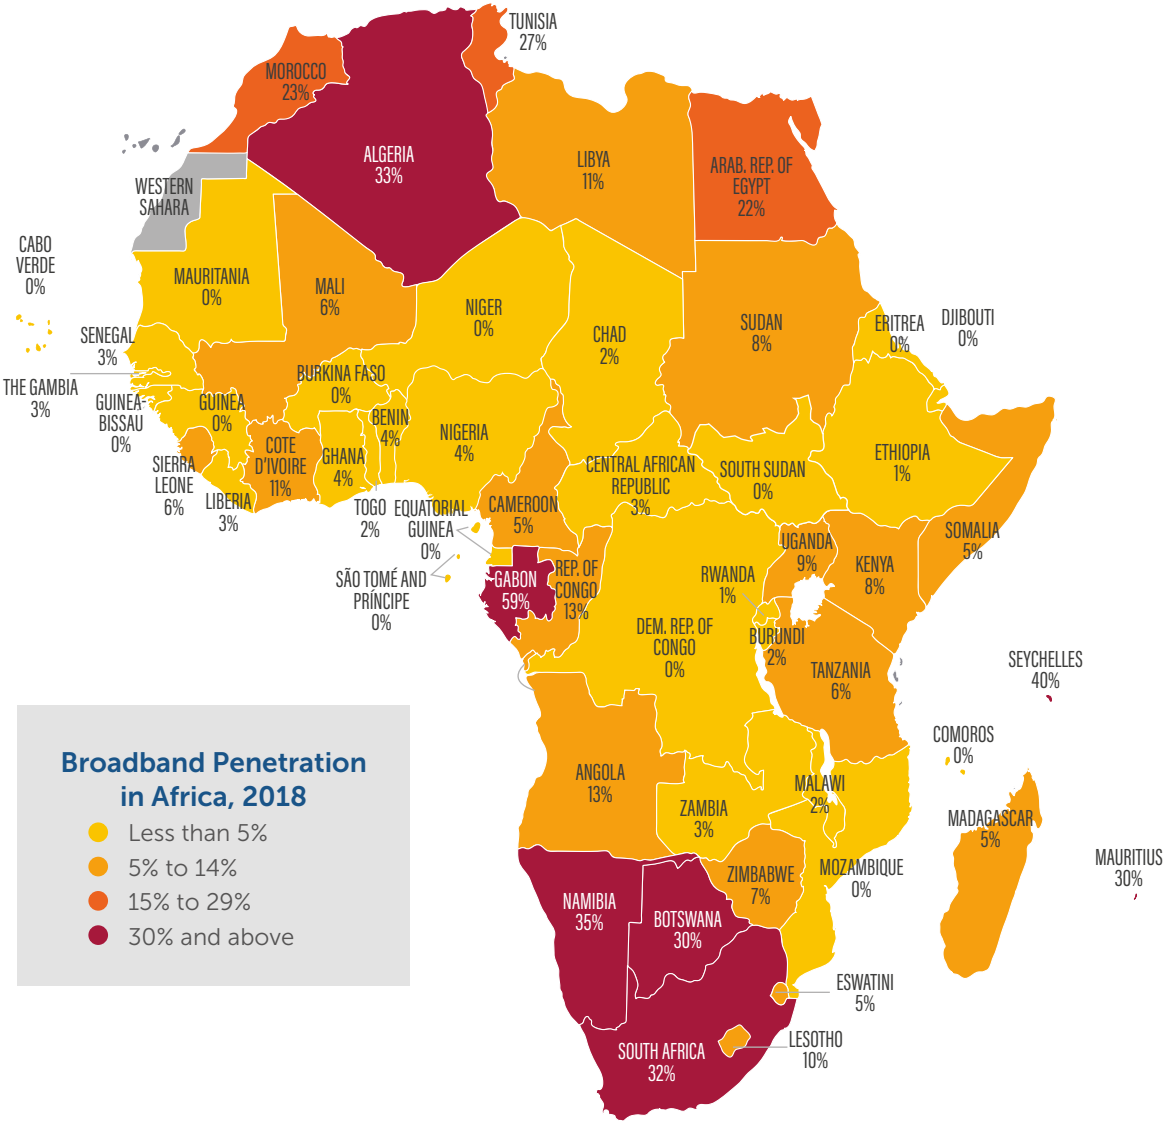 TUNISIA
27%
MOROCCO
23%
ALGERIA
33%
LIBYA
11%
ARAB. REP. OF
EGYPT
22%
WESTERN
SAHARA
CABO
VERDE
0%
MAURITANIA
0%
MALI
6%
NIGER
0%
CHAD
2%
SUDAN
8%
ERITREA
0%
DJIBOUTI
0%
SENEGAL
3%
THE GAMBIA
3%
GUINEA-
BISSAU
0%
GUINEA
0%
BURKINA FASO
0%
BENIN
4%
NIGERIA
4%
SIERRA
LEONE
6%
LIBERIA
3%
COTE
D'IVOIRE
11%
GHANA
4%
TOGO
2%
EQUATORIAL
GUINEA
0%
CAMEROON
5%
CENTRAL AFRICAN
REPUBLIC
3%
SOUTH SUDAN
0%
ETHIOPIA
1%
SOMALIA
5%
SÃO TOMÉ AND
PRÍNCIPE
0%
GABON
59%
REP. OF
CONGO
13%
DEM. REP. OF
CONGO
0%
RWANDA
1%
UGANDA
9%
KENYA
8%
BURUNDI
2%
TANZANIA
6%
SEYCHELLES
40%
COMOROS
0%
ANGOLA
13%
ZAMBIA
3%
MALAWI
2%
MOZAMBIQUE
0%
MADAGASCAR
5%
MAURITIUS
30%
NAMIBIA
35%
BOTSWANA
30%
ZIMBABWE
7%
ESWATINI
5%
LESOTHO
10%
SOUTH AFRICA
32%
Broadband Penetration
in Africa, 2018
Less than 5%
5% to 14%
15% to 29%
30% and above